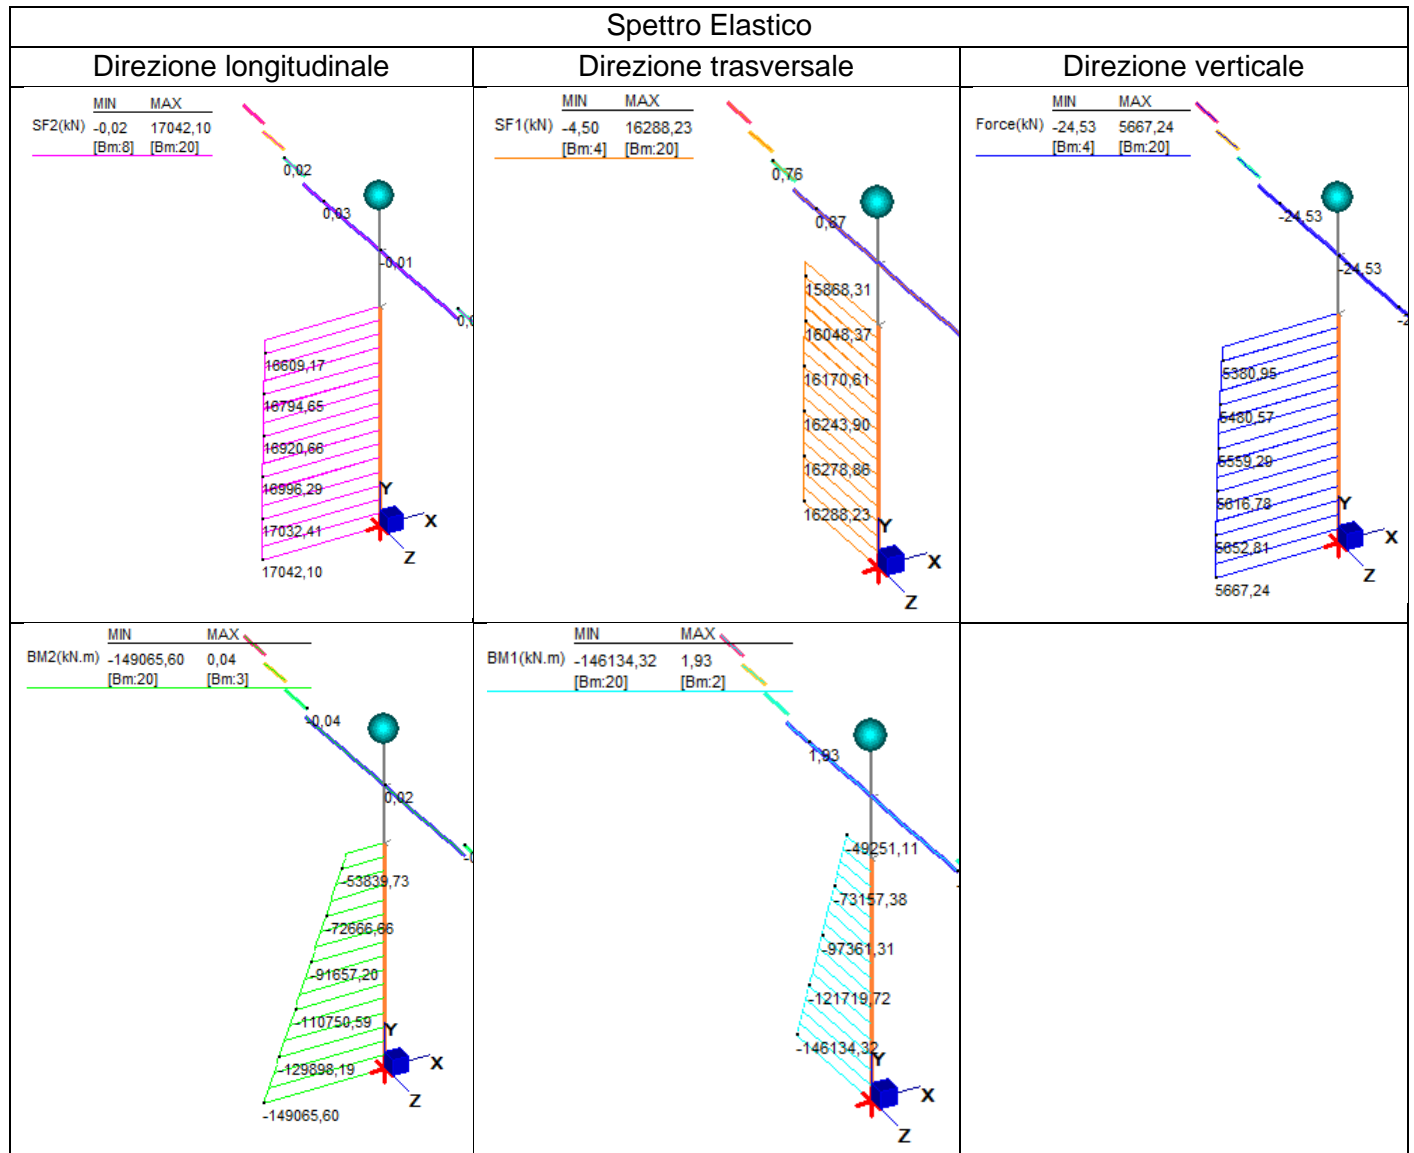 Spettro Elastico
Direzione longitudinale
Direzione trasversale
Direzione verticale
MIN MAX
SF2(kN) -0,02 17042,10
[Bm:8] [Bm:20]
0,02
0,03
-0,01
16609,17
16794,65
16920,66
16996,29
17032,41
17042,10
Y
X
Z
MIN MAX
SF1(kN) -4,50 16288,23
[Bm:4] [Bm:20]
0,76
0,87
15868,31
16048,37
16170,61
16243,90
16278,86
16288,23
Y
X
Z
MIN MAX
Force(kN) -24,53 5667,24
[Bm:4] [Bm:20]
-24,53
-24,53
5380,95
5480,57
5559,29
5616,78
5652,81
5667,24
Y
X
Z
MIN MAX
BM2(kN.m) -149065,60 0,04
[Bm:20] [Bm:3]
-0,04
0,02
-53839,73
-72666,66
-91657,20
-110750,59
-129898,19
-149065,60
Y
X
Z
MIN MAX
BM1(kN.m) -146134,32 1,93
[Bm:20] [Bm:2]
1,93
-49251,11
-73157,38
-97361,31
-121719,72
-146134,32
Y
X
Z